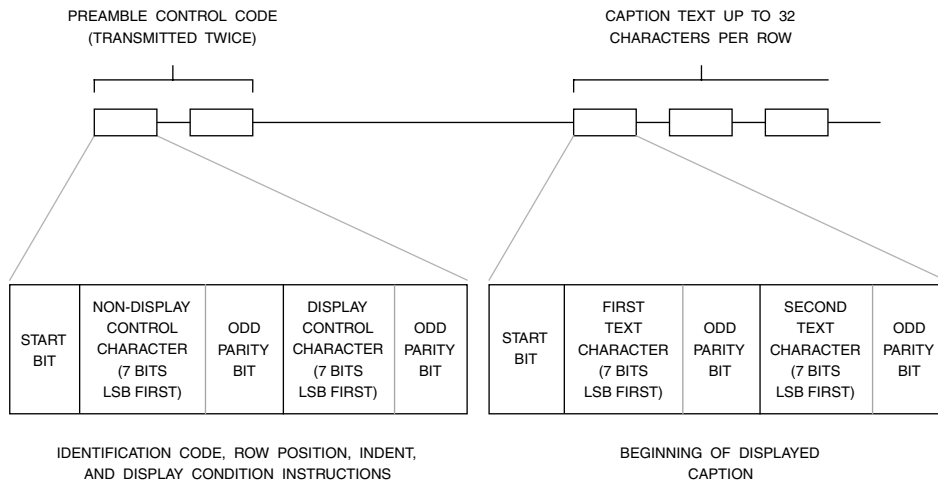 PREAMBLE CONTROL CODE
(TRANSMITTED TWICE)
CAPTION TEXT UP TO 32
CHARACTERS PER ROW
START
BIT
NON-DISPLAY
CONTROL
CHARACTER
(7 BITS
LSB FIRST)
ODD
PARITY
BIT
DISPLAY
CONTROL
CHARACTER
(7 BITS
LSB FIRST)
ODD
PARITY
BIT
START
BIT
FIRST
TEXT
CHARACTER
(7 BITS
LSB FIRST)
ODD
PARITY
BIT
SECOND
TEXT
CHARACTER
(7 BITS
LSB FIRST)
ODD
PARITY
BIT
IDENTIFICATION CODE, ROW POSITION, INDENT,
AND DISPLAY CONDITION INSTRUCTIONS
BEGINNING OF DISPLAYED
CAPTION